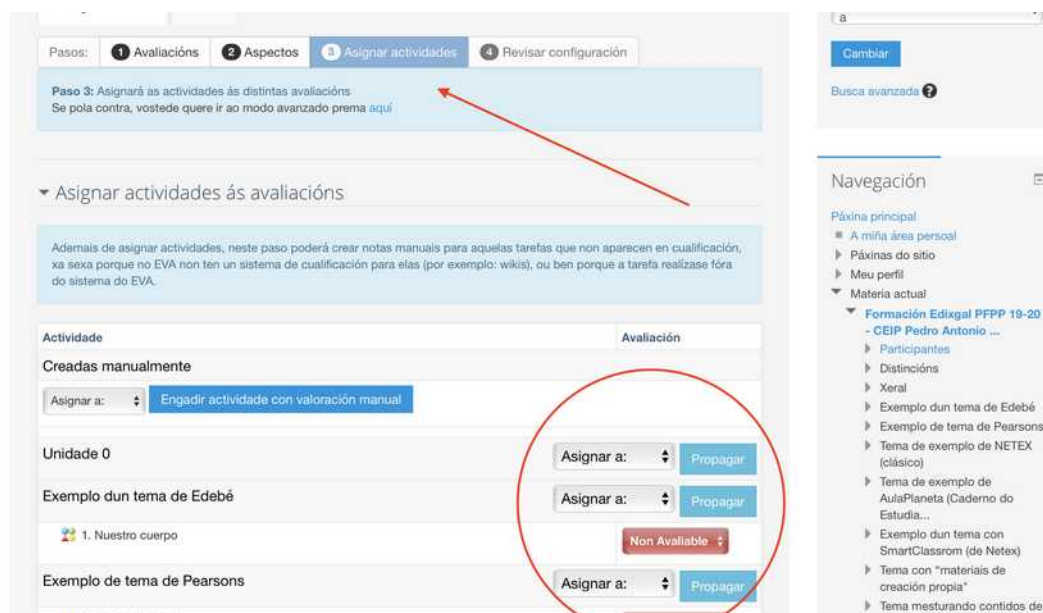 Pasos:
1 Avaliacións
2 Aspectos
3 Asignar actividades
4 Revisar configuración
Paso 3: Asignará as actividades ás distintas avaliacións
Se pola contra, vostede quere ir ao modo avanzado prema aquí
Asignar actividades ás avaliacións
Ademais de asignar actividades, neste paso poderá crear notas manuais para aquelas tarefas que non aparecen en cualificación,
xa sexa porque no EVA non ten un sistema de cualificación para elas (por exemplo: wikis), ou ben porque a tarefa realízase fóra
do sistema do EVA.
Actividade Avaliación
Creadas manualmente
Asignar a: Engadir actividade con valoración manual
Unidade 0 Asignar a: Propagar
Exemplo dun tema de Edebé Asignar a: Propagar
1. Nuestro cuerpo Non Avaliable
Exemplo de tema de Pearsons Asignar a: Propagar
a
Cambiar
Busca avanzada
Navegación
Páxina principal
A miña área persoal
Páxinas do sitio
Meu perfil
Materia actual
Formación Edixgal PFPP 19-20
- CEIP Pedro Antonio ...
Participantes
Distincións
Xeral
Exemplo dun tema de Edebé
Exemplo de tema de Pearsons
Tema de exemplo de NETEX
(clásico)
Tema de exemplo de
AulaPlaneta (Caderno do
Estudia...
Exemplo dun tema con
SmartClassrom (de Netex)
Tema con "materiais de
creación propia"
Tema mesturando contidos de